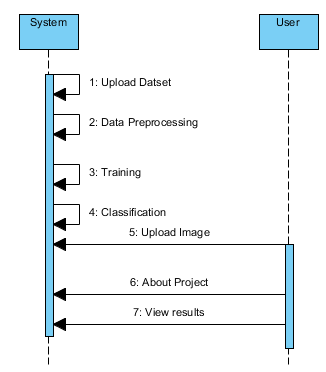 System
User
1: Upload Datset
2: Data Preprocessing
3: Training
4: Classification
5: Upload Image
6: About Project
7: View results